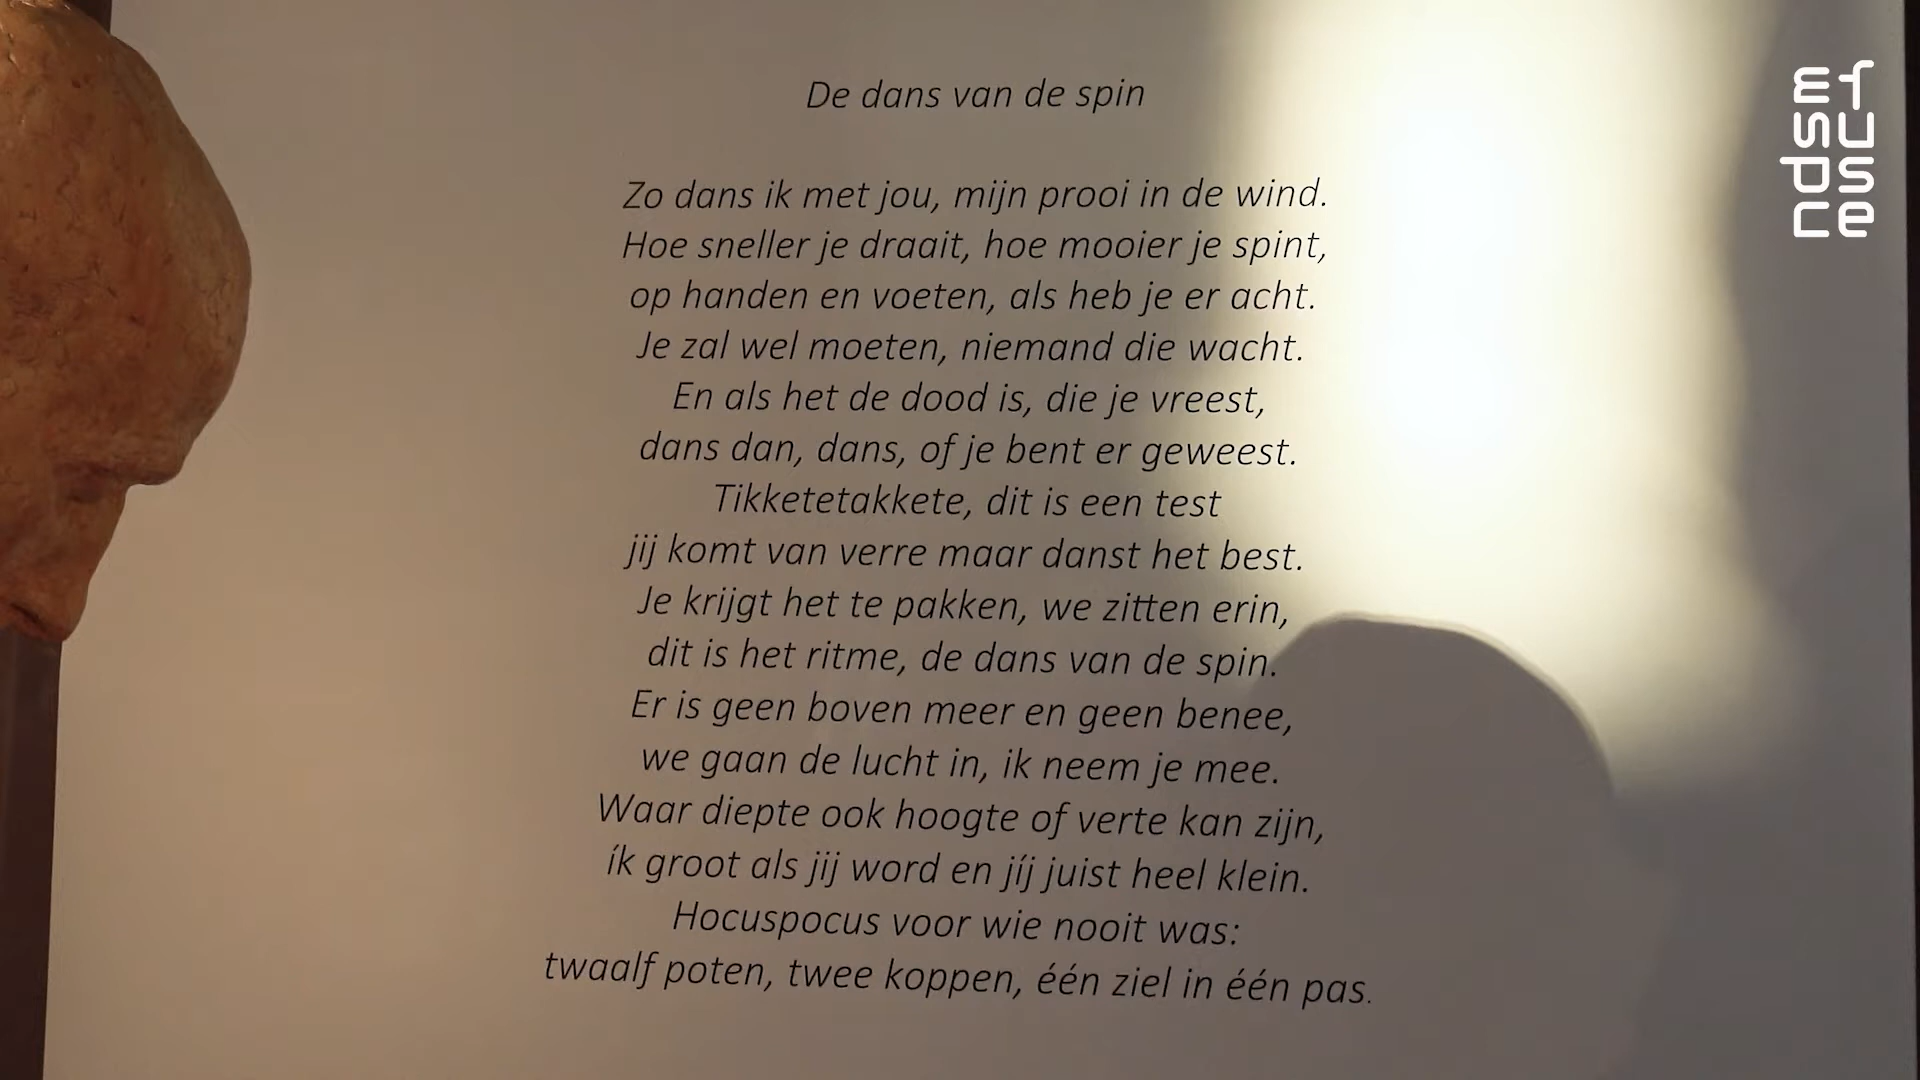 De dans van de spin
Zo dans ik met jou, mijn prooi in de wind.
Hoe sneller je draait, hoe mooier je spint,
op handen en voeten, als heb je er acht.
Je zal wel moeten, niemand die wacht.
En als het de dood is, die je vreest,
dans dan, dans, of je bent er geweest.
Tikketetakkete, dit is een test
jij komt van verre maar danst het best.
Je krijgt het te pakken, we zitten erin,
dit is het ritme, de dans van de spin.
Er is geen boven meer en geen benee,
we gaan de lucht in, ik neem je mee.
Waar diepte ook hoogte of verte kan zijn,
ík groot als jij word en jíj juist heel klein.
Hocuspocus voor wie nooit was:
twaalf poten, twee koppen, één ziel in één pas.